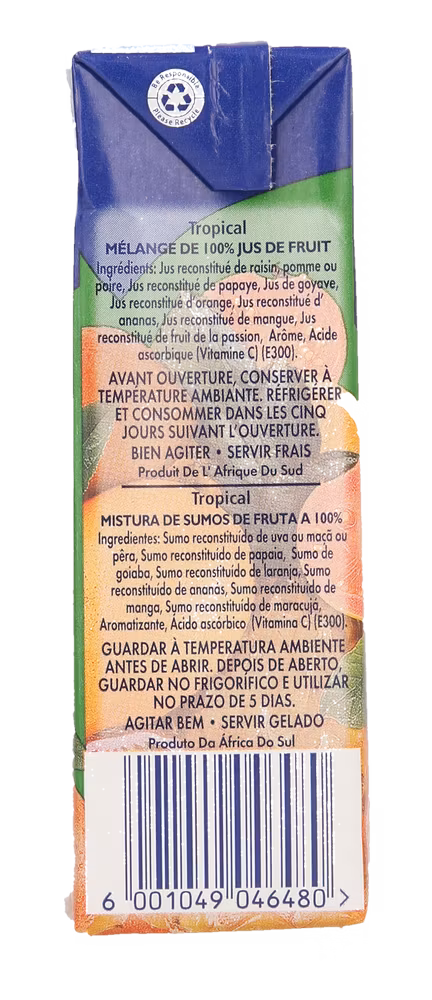 Be Responsible
Please Recycle
Tropical
MÉLANGE DE 100% JUS DE FRUIT
Ingrédients: Jus reconstitué de raisin, pomme ou
poire, Jus reconstitué de papaye, Jus de goyave,
Jus reconstitué d'orange, Jus reconstitué d'
ananas, Jus reconstitué de mangue, Jus
reconstitué de fruit de la passion, Arôme, Acide
ascorbique (Vitamine C) (E300).
AVANT OUVERTURE, CONSERVER À
TEMPÉRATURE AMBIANTE. RÉFRIGÉRER
ET CONSOMMER DANS LES CINQ
JOURS SUIVANT L'OUVERTURE.
BIEN AGITER • SERVIR FRAIS
Produit De L' Afrique Du Sud
Tropical
MISTURA DE SUMOS DE FRUTA A 100%
Ingredientes: Sumo reconstituído de uva ou maçã ou
pêra, Sumo reconstituído de papaia, Sumo de
goiaba, Sumo reconstituído de laranja, Sumo
reconstituído de ananás, Sumo reconstituído de
manga, Sumo reconstituído de maracujá,
Aromatizante, Ácido ascórbico (Vitamina C) (E300).
GUARDAR À TEMPERATURA AMBIENTE
ANTES DE ABRIR. DEPOIS DE ABERTO,
GUARDAR NO FRIGORÍFICO E UTILIZAR
NO PRAZO DE 5 DIAS.
AGITAR BEM • SERVIR GELADO
Produto Da África Do Sul
6 001049 046480 >